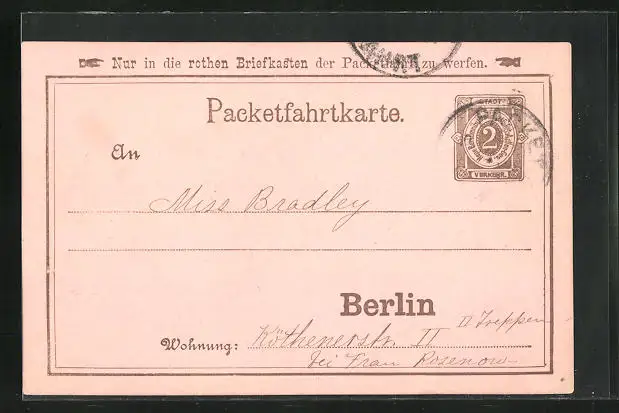 Nur in die rothen Briefkasten der Packetfahrt zu werfen.
Packetfahrtkarte.
STADT
2
VERKEHR.
PACKET
An
Miss Bradley
Berlin
II Treppen
Wohnung: Köthenerstr. II
bei Frau Rosenow